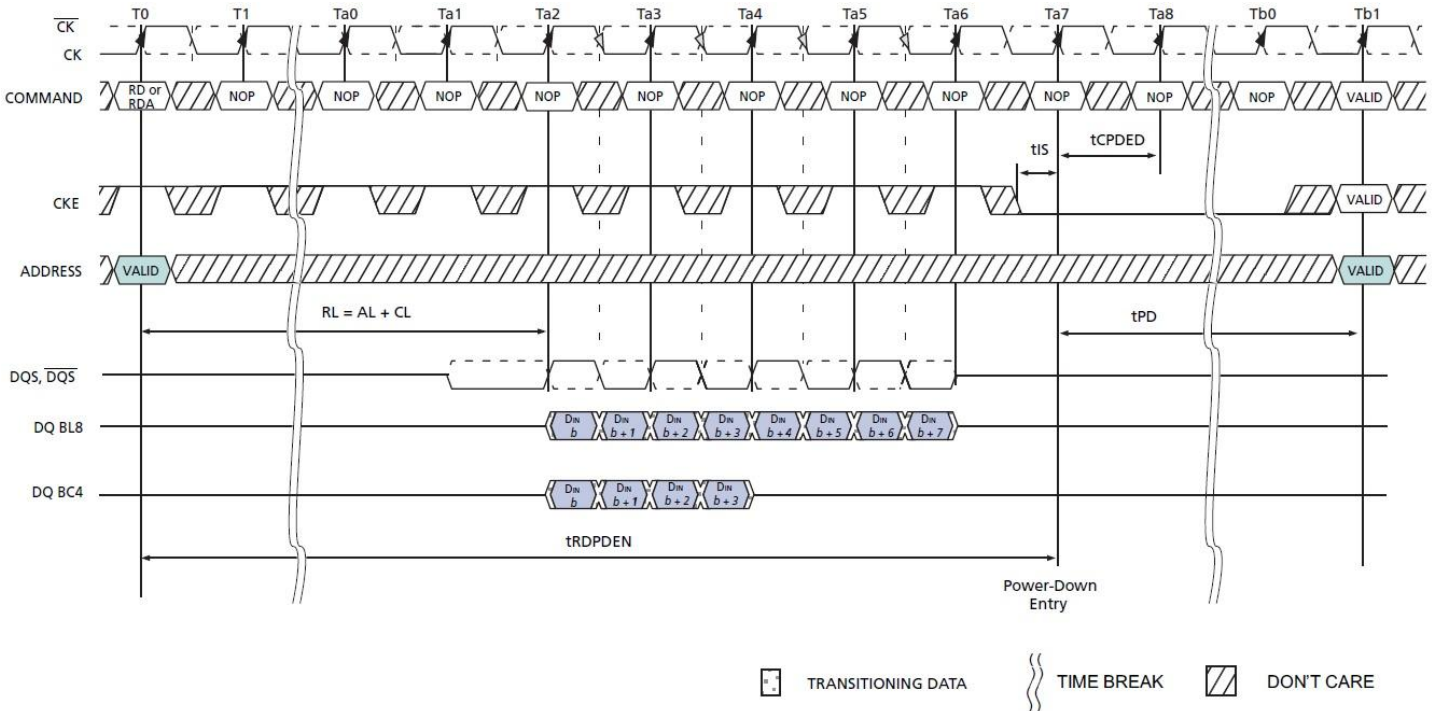 T0 T1 Ta0 Ta1 Ta2 Ta3 Ta4 Ta5 Ta6 Ta7 Ta8 Tb0 Tb1
CK
CK
COMMAND RD or RDA NOP NOP NOP NOP NOP NOP NOP NOP NOP NOP NOP VALID
tIS tCPDED
CKE VALID
ADDRESS VALID VALID
RL = AL + CL tPD
DQS, DQS
DQ BL8 DIN b DIN b + 1 DIN b + 2 DIN b + 3 DIN b + 4 DIN b + 5 DIN b + 6 DIN b + 7
DQ BC4 DIN b DIN b + 1 DIN b + 2 DIN b + 3
tRDPDEN
Power-Down
Entry
TRANSITIONING DATA TIME BREAK DON'T CARE